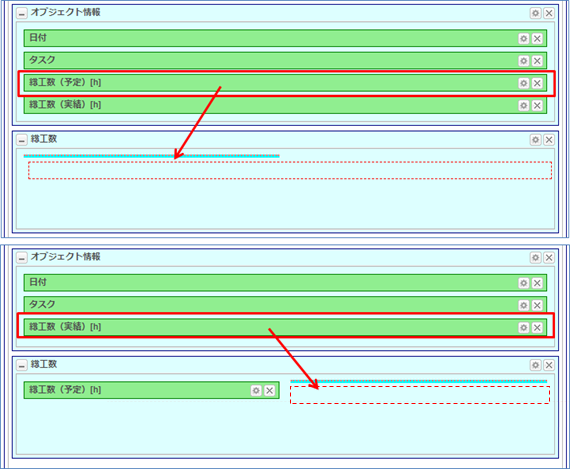 オブジェクト情報
日付
タスク
総工数（予定）[h]
総工数（実績）[h]
総工数
オブジェクト情報
日付
タスク
総工数（実績）[h]
総工数
総工数（予定）[h]